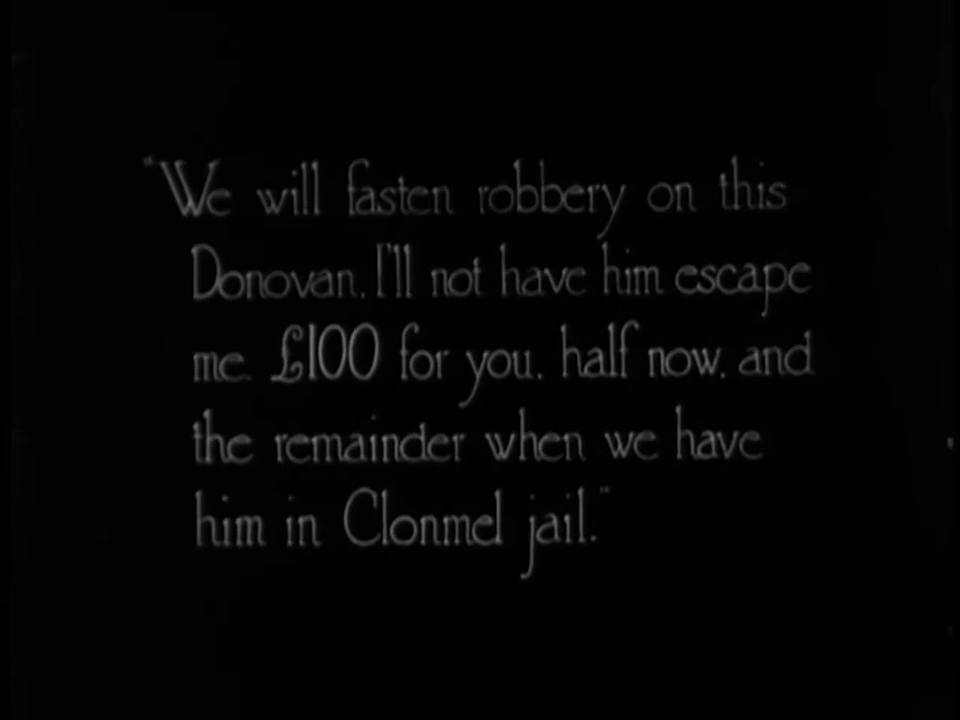 "We will fasten robbery on this
Donovan. I'll not have him escape
me. £100 for you, half now, and
the remainder when we have
him in Clonmel jail."